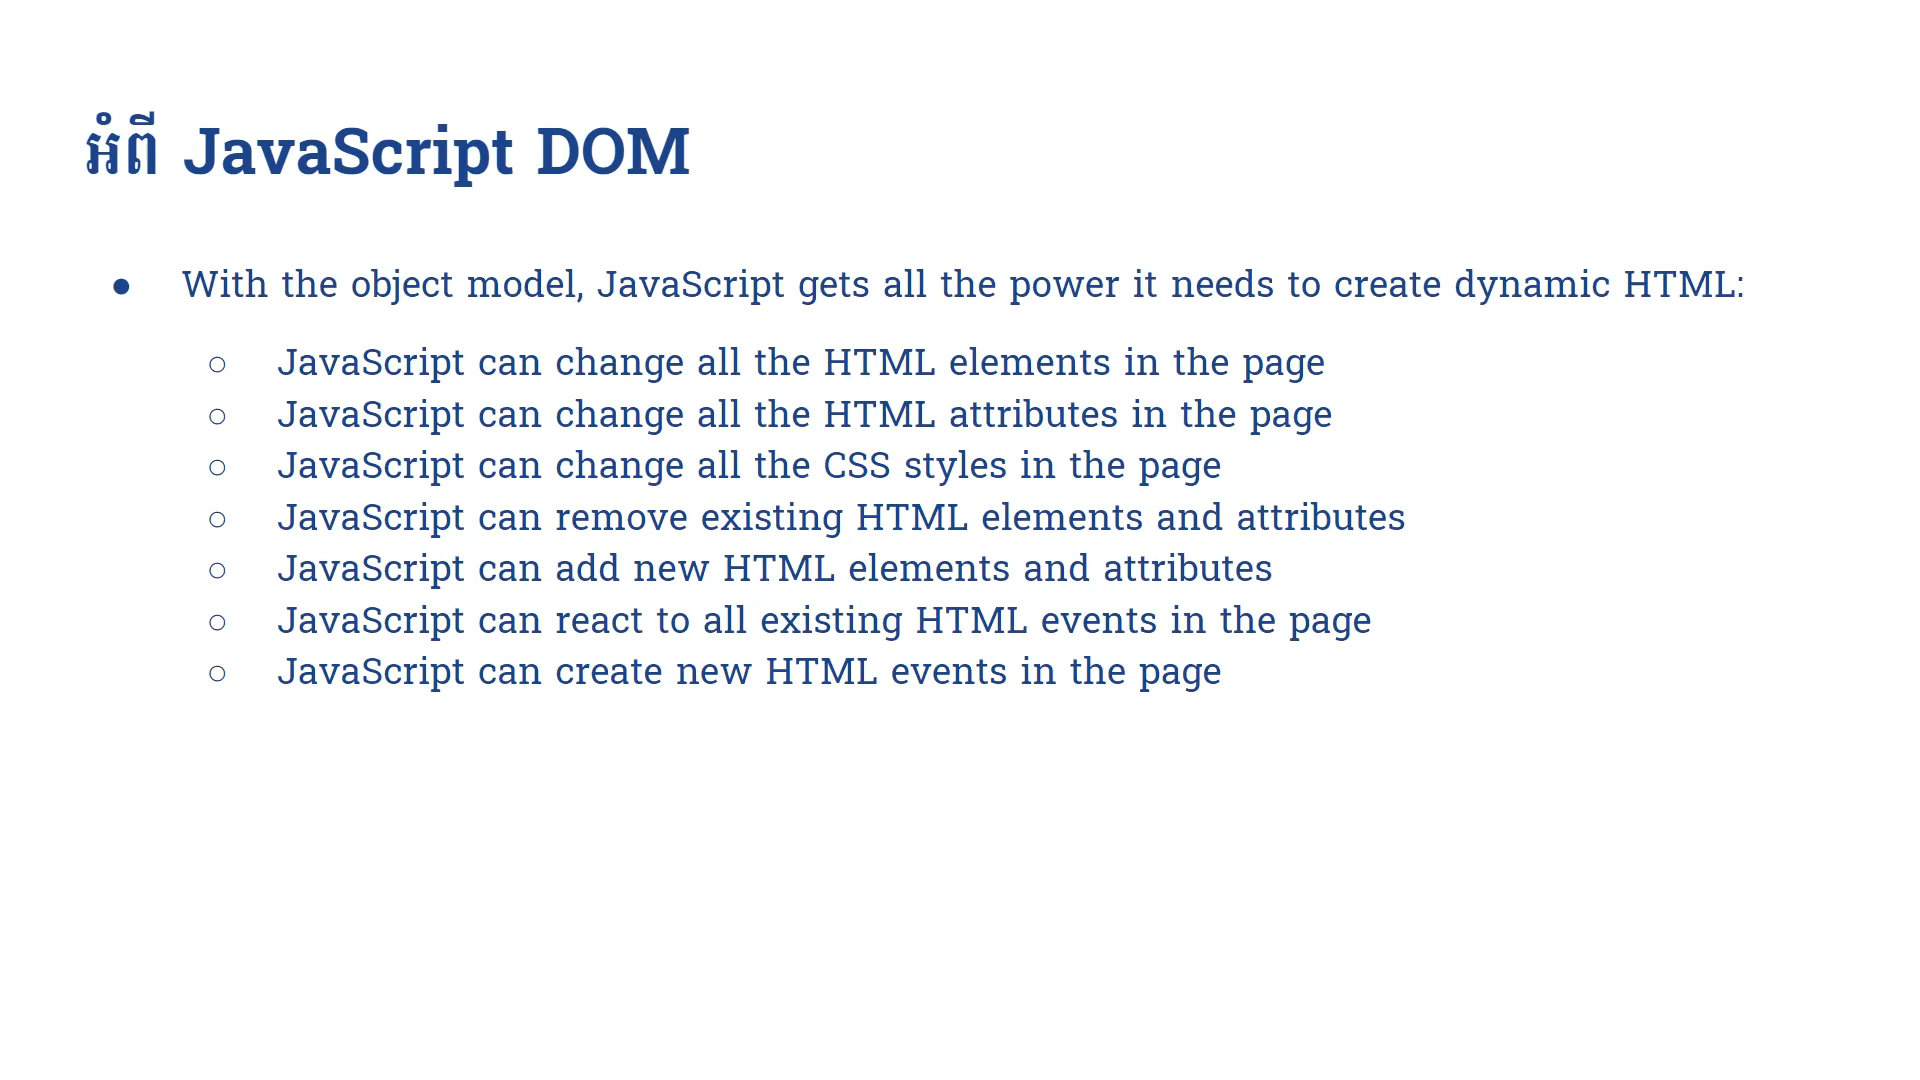 អំពី JavaScript DOM
● With the object model, JavaScript gets all the power it needs to create dynamic HTML:
○ JavaScript can change all the HTML elements in the page
○ JavaScript can change all the HTML attributes in the page
○ JavaScript can change all the CSS styles in the page
○ JavaScript can remove existing HTML elements and attributes
○ JavaScript can add new HTML elements and attributes
○ JavaScript can react to all existing HTML events in the page
○ JavaScript can create new HTML events in the page